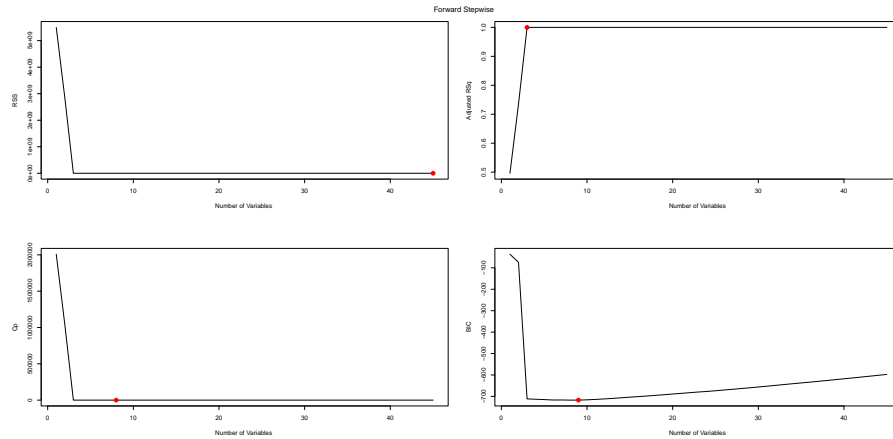 Forward Stepwise
RSS
0e+00 1e+09 2e+09 3e+09 4e+09 5e+09
0 10 20 30 40
Number of Variables
Adjusted RSq
0.5 0.6 0.7 0.8 0.9 1.0
0 10 20 30 40
Number of Variables
Cp
0 500000 1000000 1500000 2000000
0 10 20 30 40
Number of Variables
BIC
-700 -600 -500 -400 -300 -200 -100
0 10 20 30 40
Number of Variables